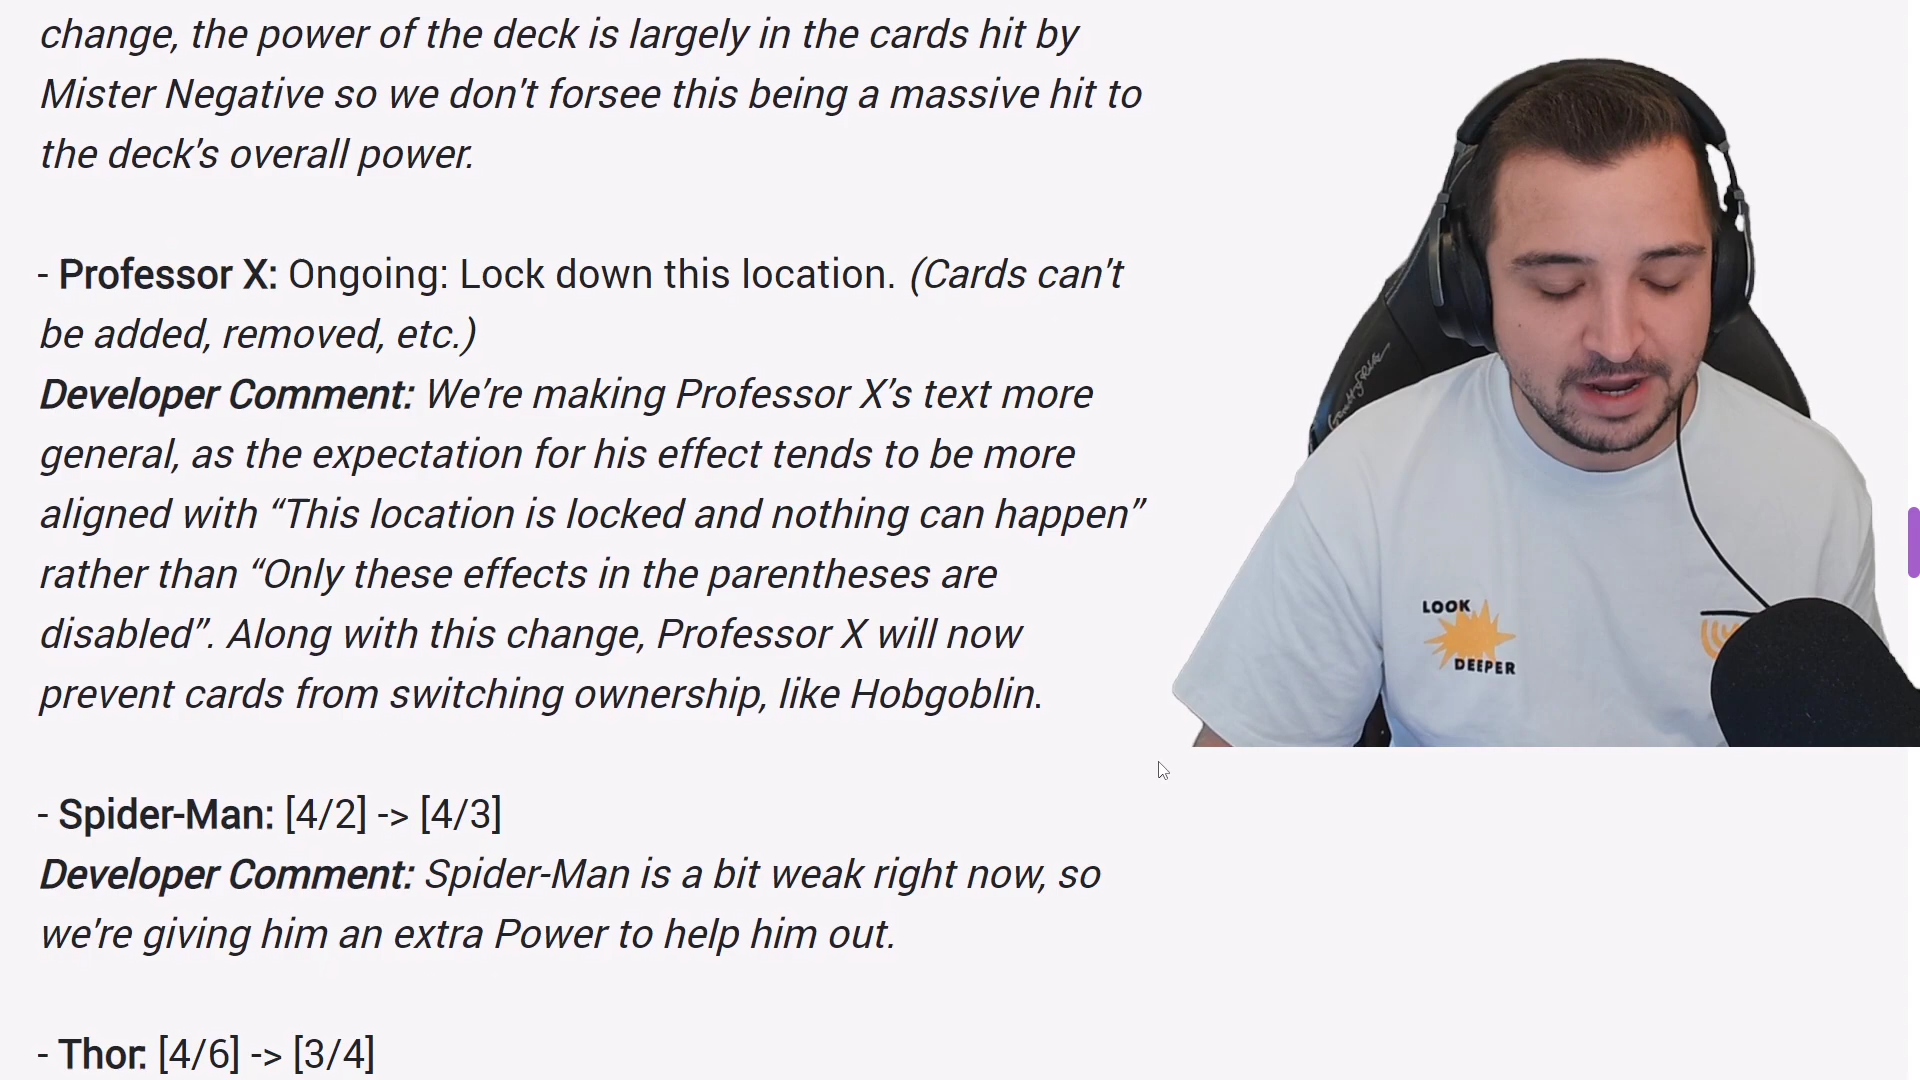 change, the power of the deck is largely in the cards hit by
Mister Negative so we don't forsee this being a massive hit to
the deck's overall power.
- Professor X: Ongoing: Lock down this location. (Cards can't
be added, removed, etc.)
Developer Comment: We're making Professor X's text more
general, as the expectation for his effect tends to be more
aligned with “This location is locked and nothing can happen”
rather than “Only these effects in the parentheses are
disabled”. Along with this change, Professor X will now
prevent cards from switching ownership, like Hobgoblin.
- Spider-Man: [4/2] -> [4/3]
Developer Comment: Spider-Man is a bit weak right now, so
we're giving him an extra Power to help him out.
- Thor: [4/6] -> [3/4]
LOOK
DEEPER